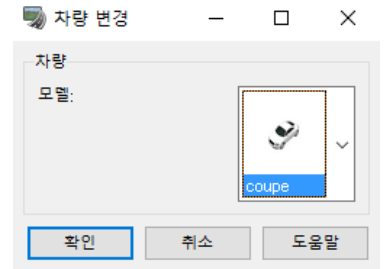 차량 변경
차량
모델:
coupe
확인 취소 도움말